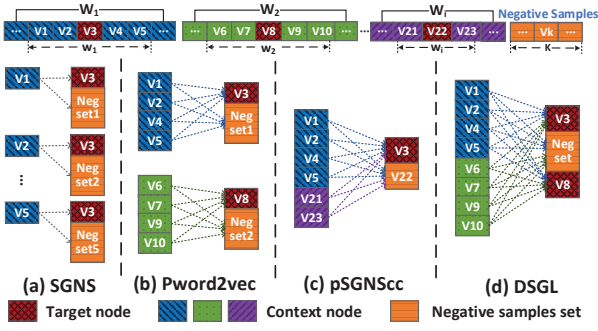 W1 W2 Wi Negative Samples
... V1 V2 V3 V4 V5 ... ... V6 V7 V8 V9 V10 ... ... ... V21 V22 V23 ... ... Vk ...
w1 w2 wi K
V1 V3 Neg set1
V2 V3 Neg set2
...
V5 V3 Neg set5
V1 V2 V4 V5 V3 Neg set1
V6 V7 V9 V10 V8 Neg set2
V1 V2 V4 V5 V21 V23 V3 V22
V1 V2 V4 V5 V6 V7 V9 V10 V3 Neg set V8
(a) SGNS (b) Pword2vec (c) pSGNScc (d) DSGL
Target node Context node Negative samples set